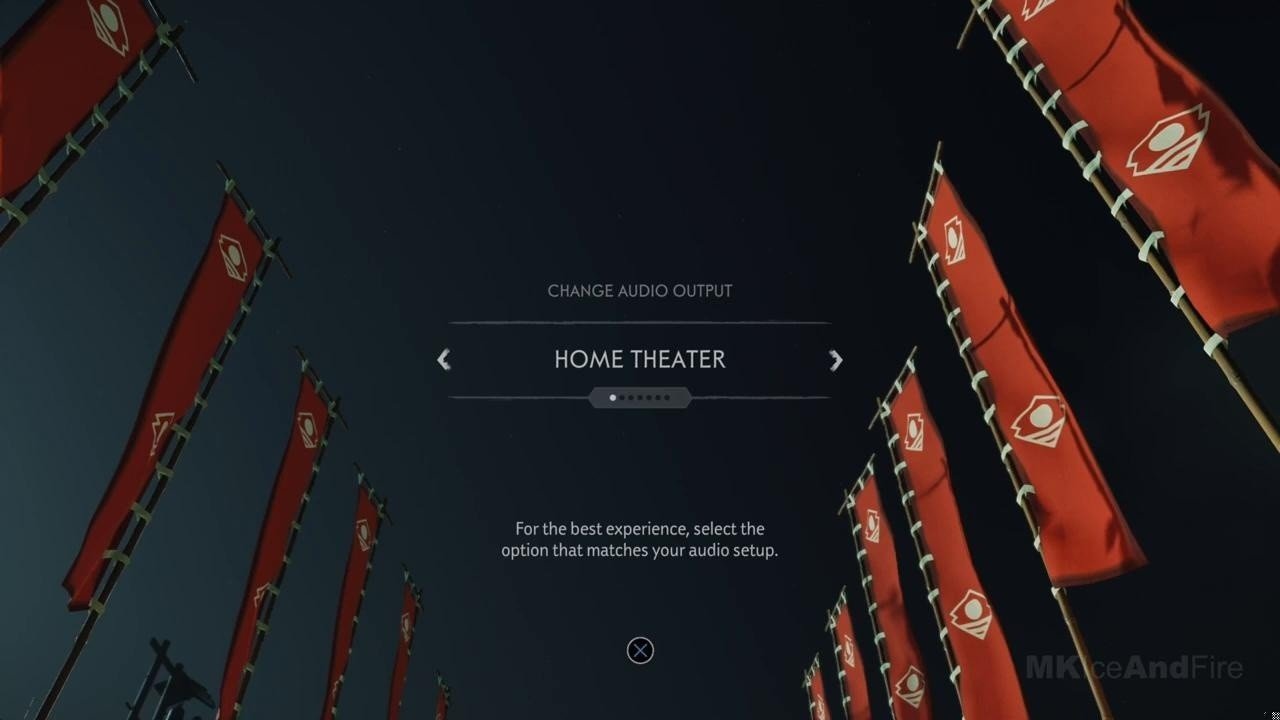 CHANGE AUDIO OUTPUT
HOME THEATER
For the best experience, select the
option that matches your audio setup.
MKIceAndFire